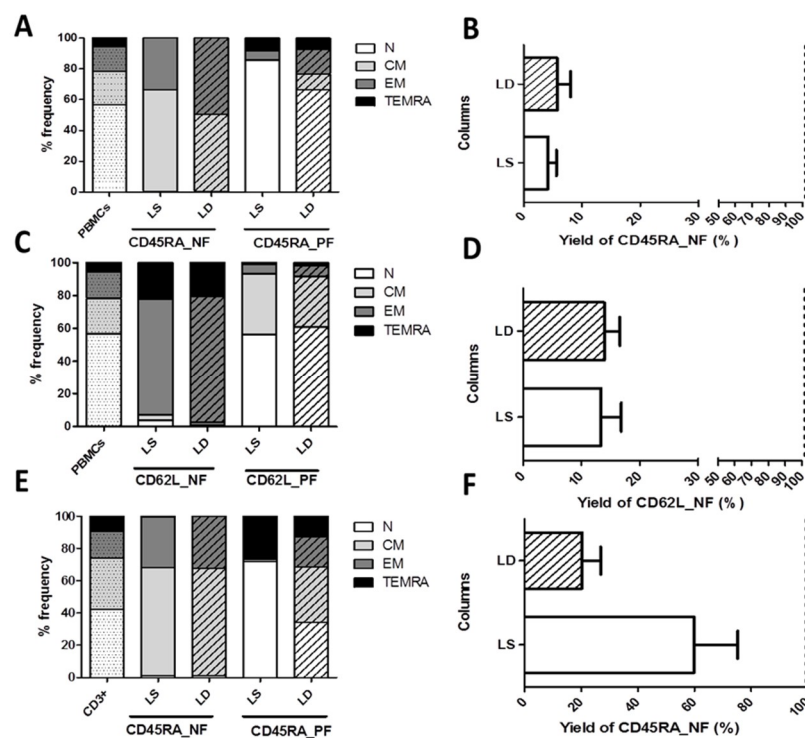 A
% frequency
100
80
60
40
20
0
PBMCs
LS
LD
LS
LD
CD45RA_NF
CD45RA_PF
N
CM
EM
TEMRA
B
Columns
LD
LS
0
10
20
30
50
60
70
80
90
100
Yield of CD45RA_NF (%)
C
% frequency
100
80
60
40
20
0
PBMCs
LS
LD
LS
LD
CD62L_NF
CD62L_PF
N
CM
EM
TEMRA
D
Columns
LD
LS
0
10
20
30
50
60
70
80
90
100
Yield of CD62L_NF (%)
E
% frequency
100
80
60
40
20
0
CD3+
LS
LD
LS
LD
CD45RA_NF
CD45RA_PF
N
CM
EM
TEMRA
F
Columns
LD
LS
0
20
40
60
80
100
Yield of CD45RA_NF (%)